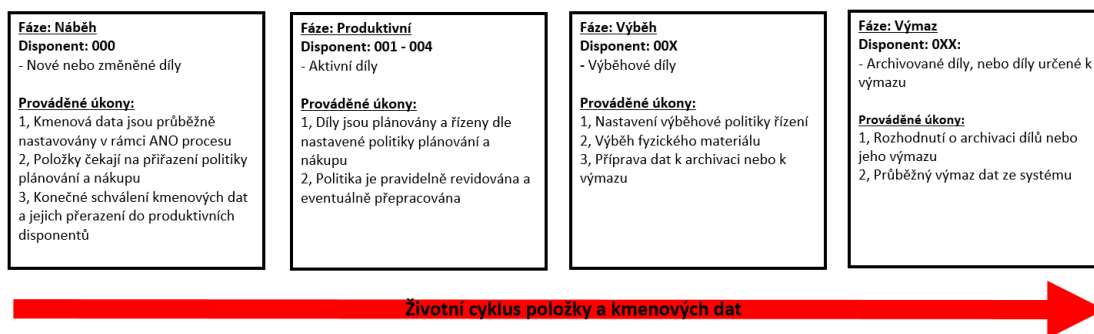 Fáze: Náběh
Disponent: 000
- Nové nebo změněné díly
Prováděné úkony:
1, Kmenová data jsou průběžně
nastavovány v rámci ANO procesu
2, Položky čekají na přiřazení politiky
plánování a nákupu
3, Konečné schválení kmenových dat
a jejich přerazení do produktivních
disponentů
Fáze: Produktivní
Disponent: 001 - 004
- Aktivní díly
Prováděné úkony:
1, Díly jsou plánovány a řízeny dle
nastavené politiky plánování a
nákupu
2, Politika je pravidelně revidována a
eventuálně přepracována
Fáze: Výběh
Disponent: 00X
- Výběhové díly
Prováděné úkony:
1, Nastavení výběhové politiky řízení
2, Výběh fyzického materiálu
3, Příprava dat k archivaci nebo k
výmazu
Fáze: Výmaz
Disponent: 0XX:
- Archivované díly, nebo díly určené k
výmazu
Prováděné úkony:
1, Rozhodnutí o archivaci dílů nebo
jeho výmazu
2, Průběžný výmaz dat ze systému
Životní cyklus položky a kmenových dat